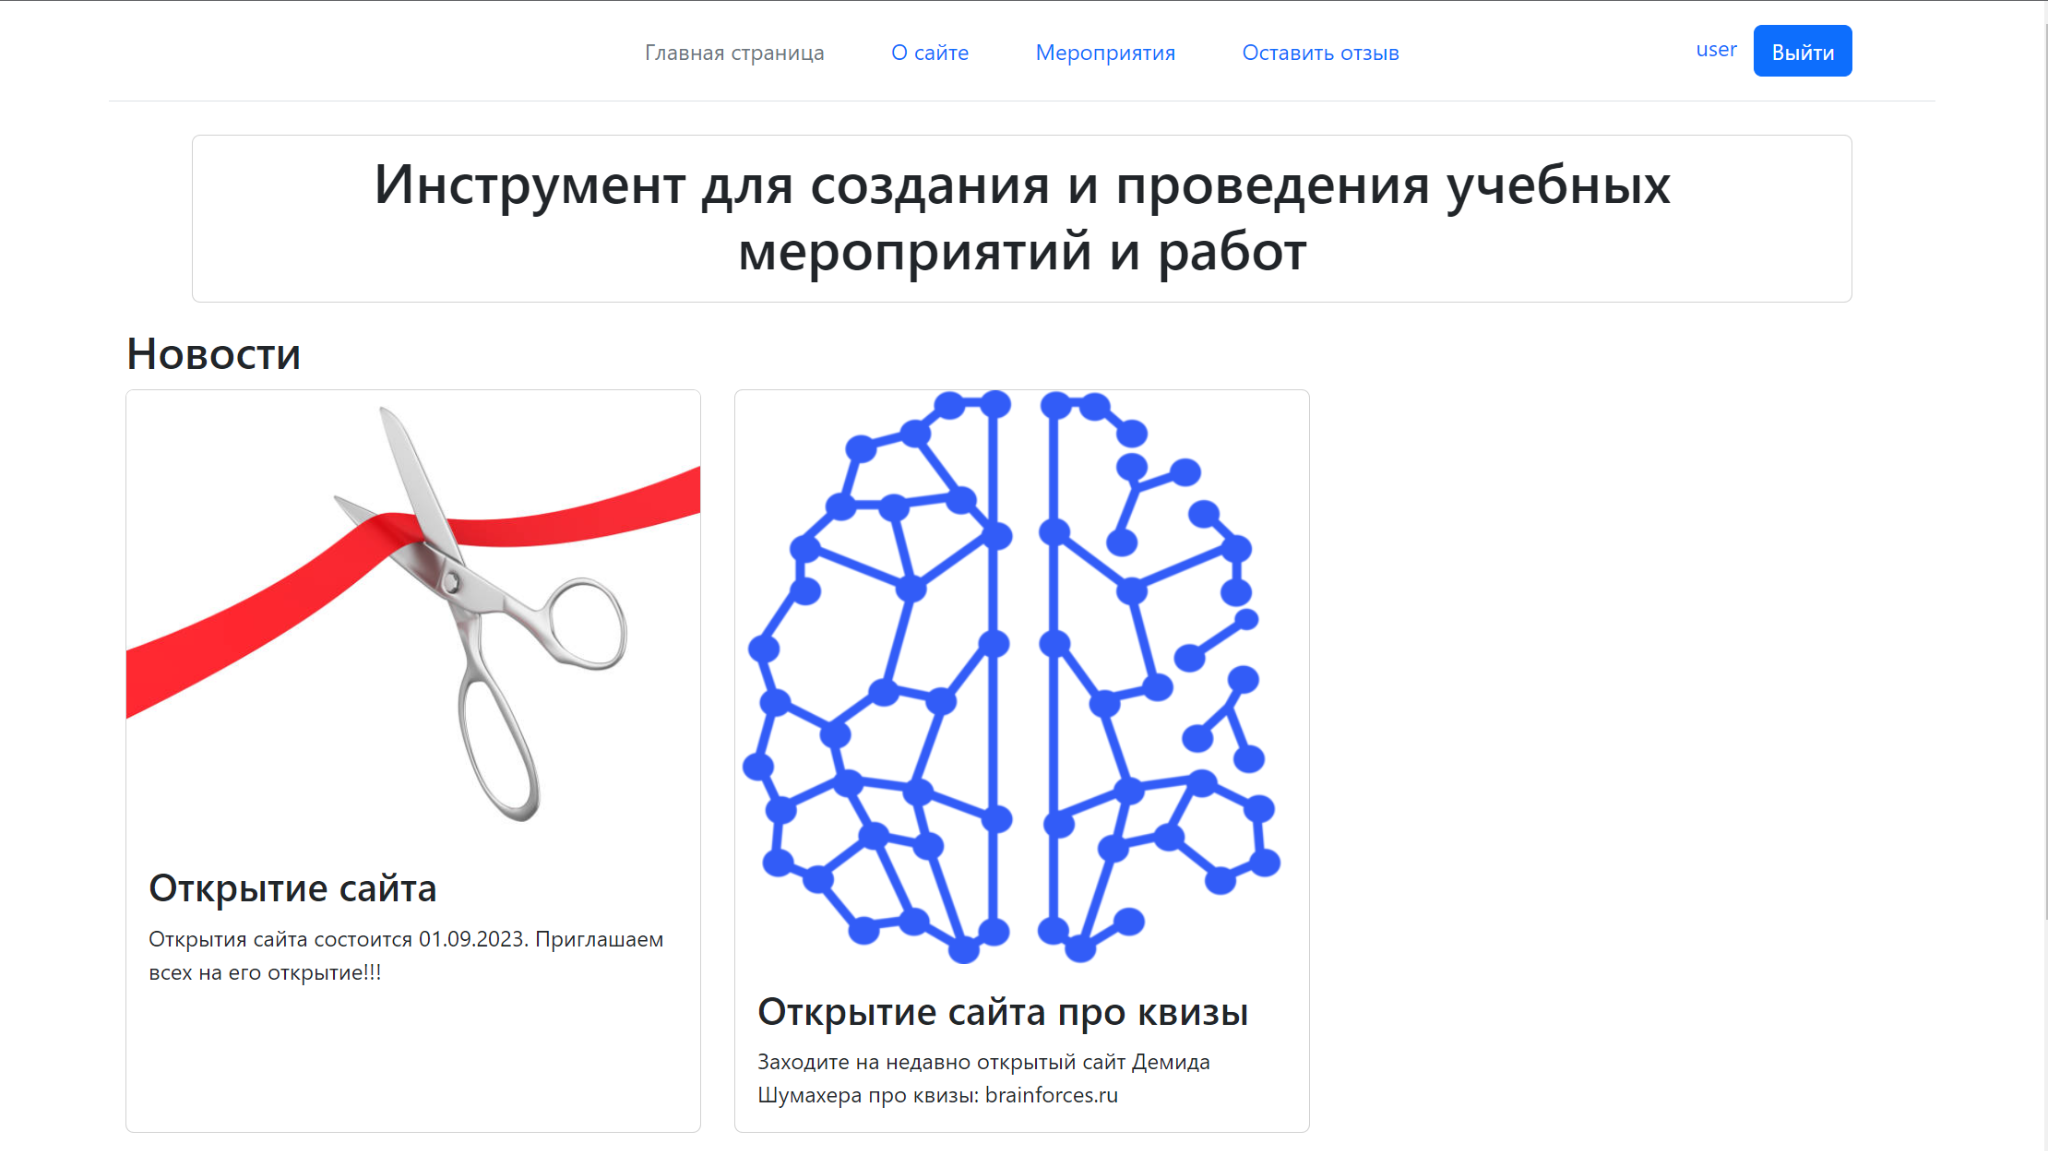 Главная страница
О сайте
Мероприятия
Оставить отзыв
user
Выйти
Инструмент для создания и проведения учебных
мероприятий и работ
Новости
Открытие сайта
Открытия сайта состоится 01.09.2023. Приглашаем
всех на его открытие!!!
Открытие сайта про квизы
Заходите на недавно открытый сайт Демида
Шумахера про квизы: brainforces.ru